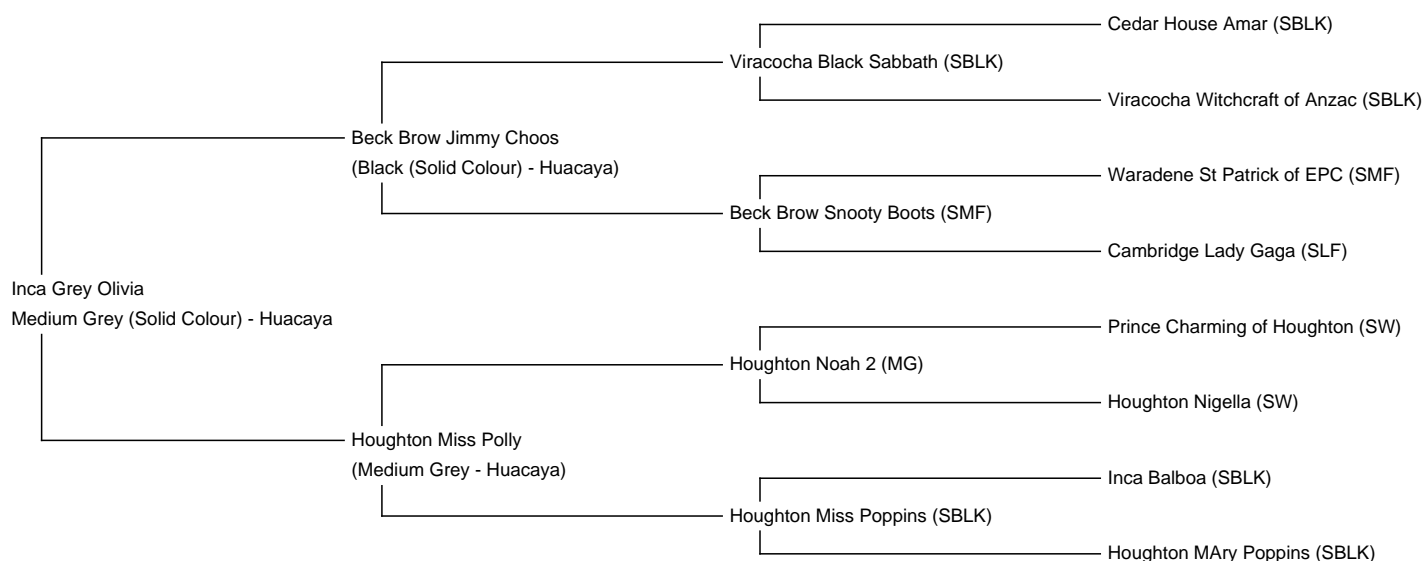 Cedar House Amar (SBLK)
Viracocha Black Sabbath (SBLK)
Viracocha Witchcraft of Anzac (SBLK)
Beck Brow Jimmy Choos
(Black (Solid Colour) - Huacaya)
Waradene St Patrick of EPC (SMF)
Beck Brow Snooty Boots (SMF)
Cambridge Lady Gaga (SLF)
Inca Grey Olivia
Medium Grey (Solid Colour) - Huacaya
Prince Charming of Houghton (SW)
Houghton Noah 2 (MG)
Houghton Nigella (SW)
Houghton Miss Polly
(Medium Grey - Huacaya)
Inca Balboa (SBLK)
Houghton Miss Poppins (SBLK)
Houghton MAry Poppins (SBLK)